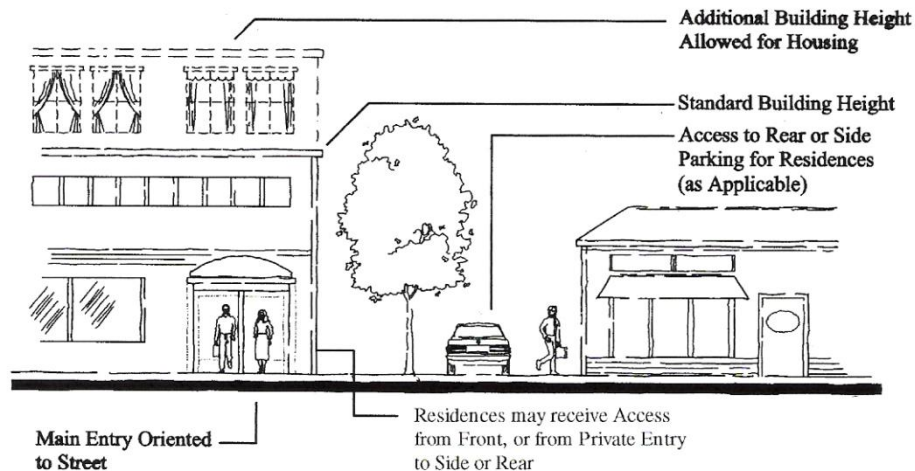 Additional Building Height
Allowed for Housing
Standard Building Height
Access to Rear or Side
Parking for Residences
(as Applicable)
Residences may receive Access
from Front, or from Private Entry
to Side or Rear
Main Entry Oriented
to Street